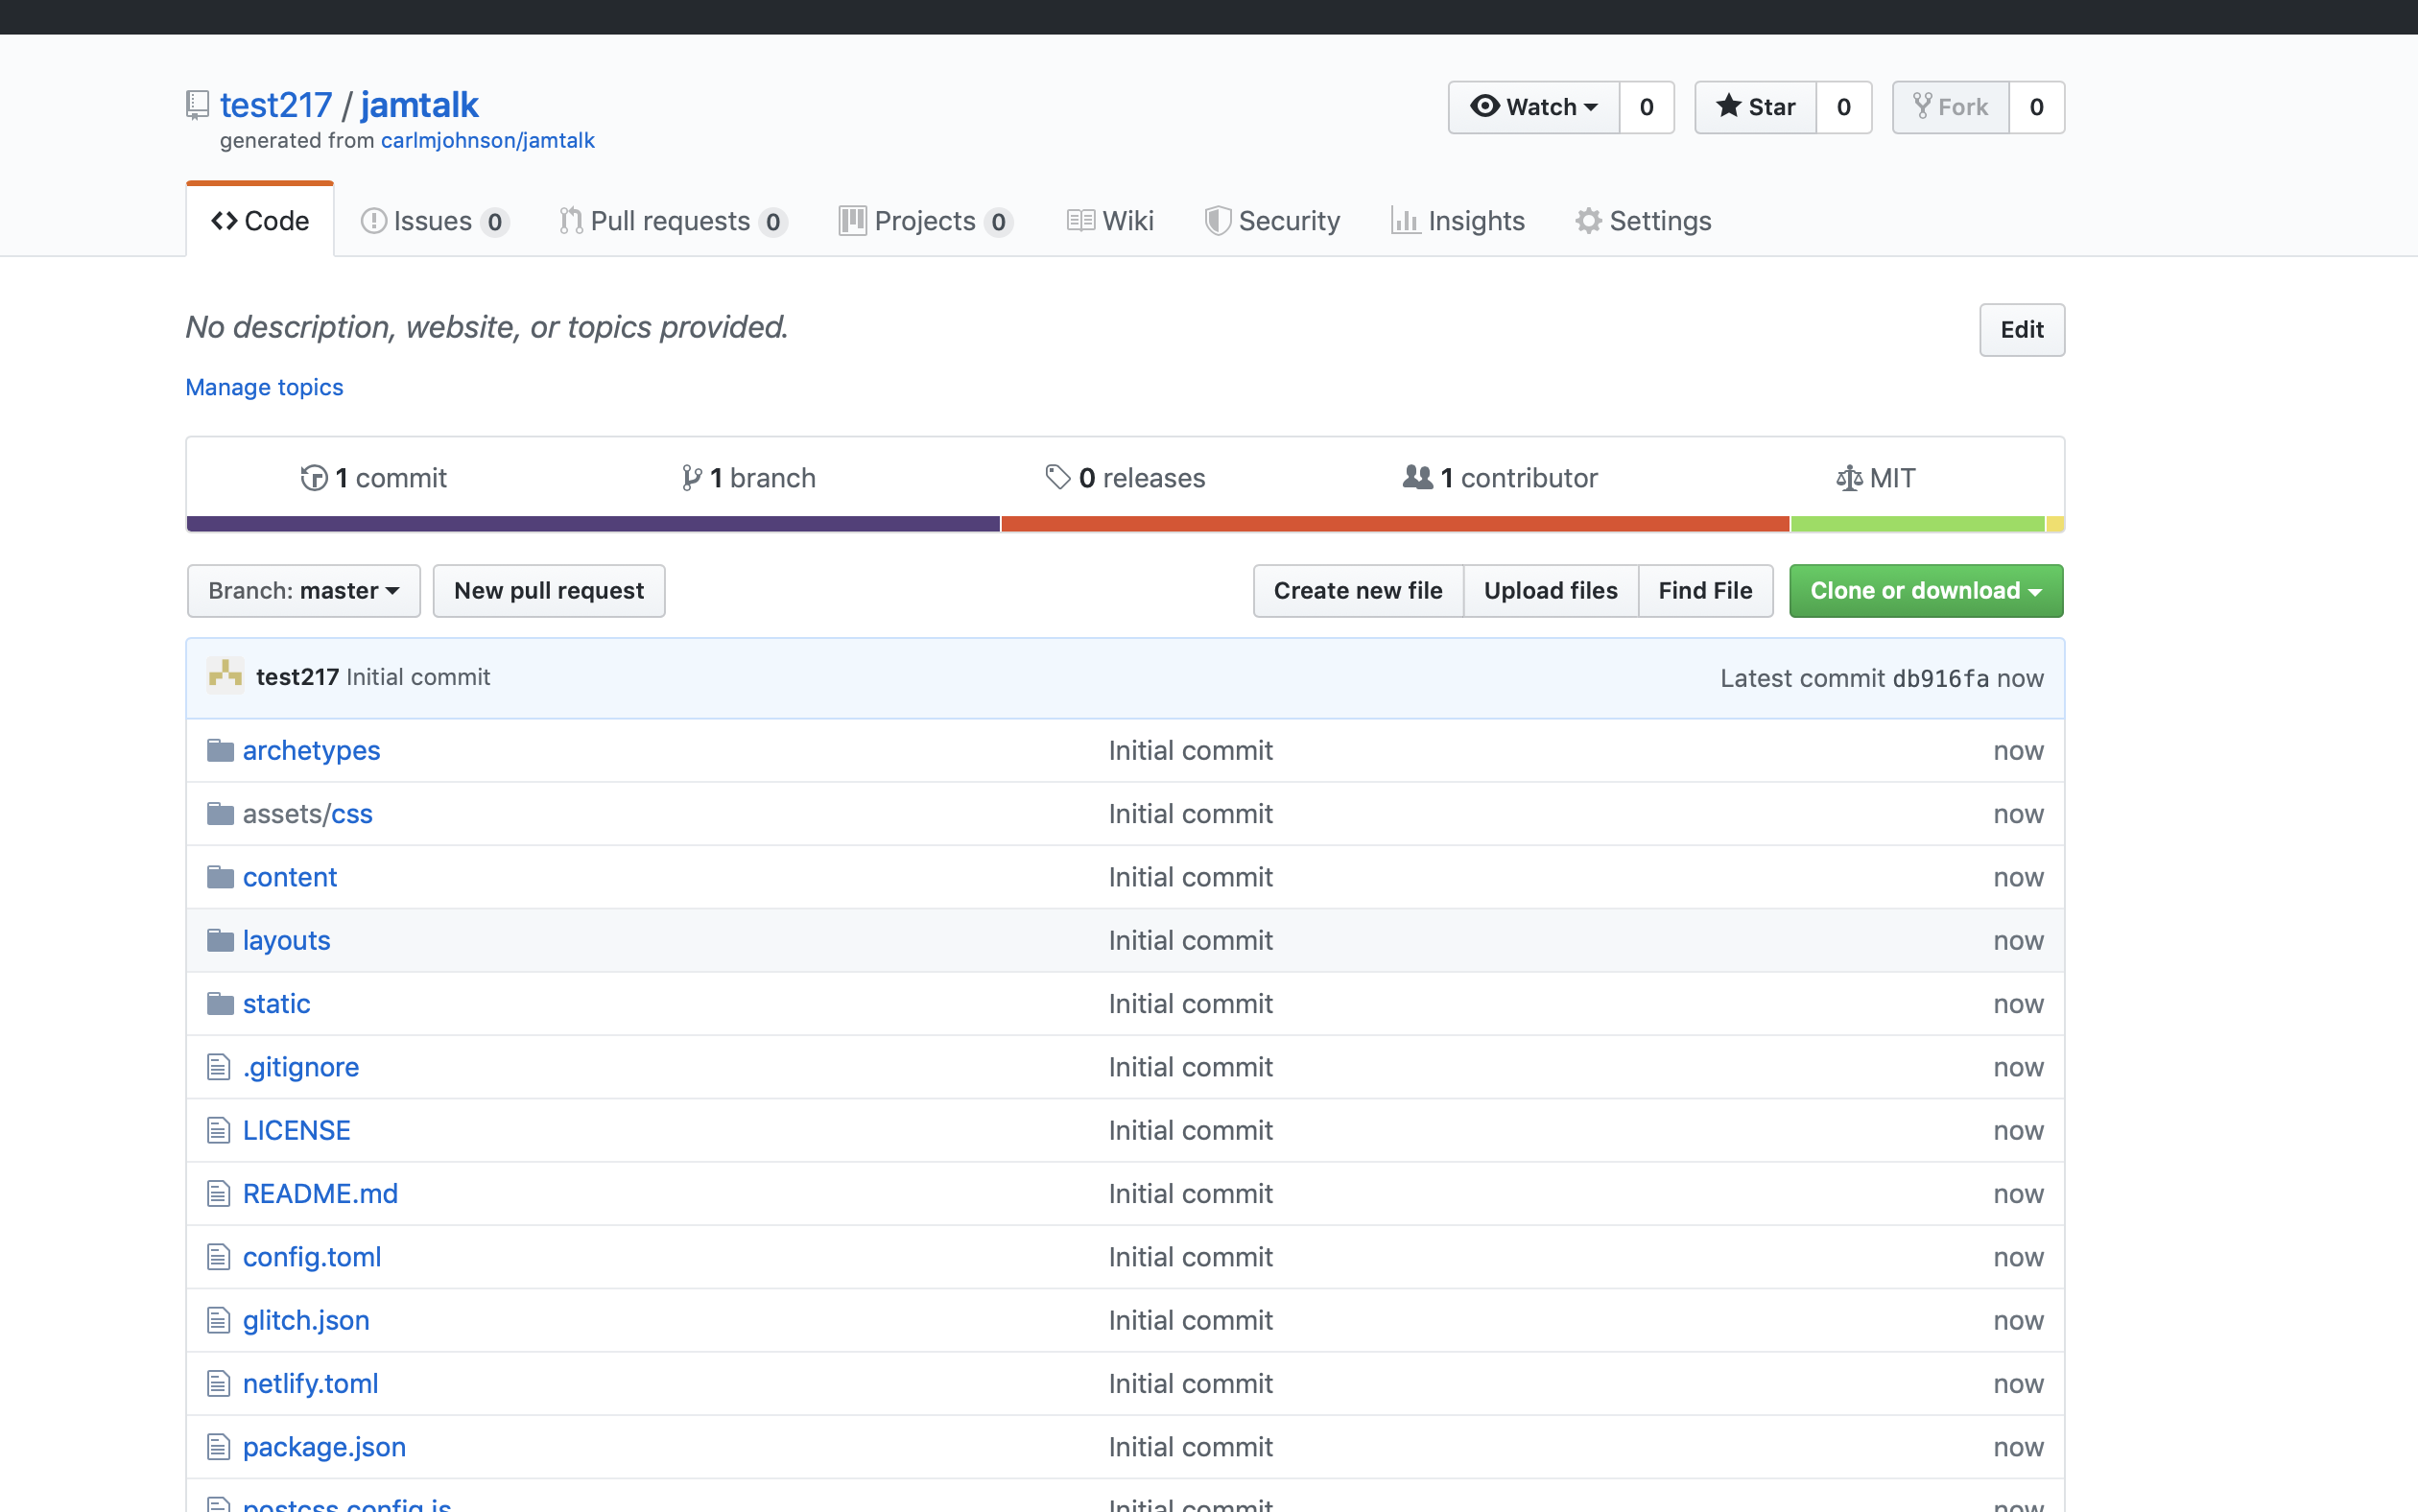 test217 / jamtalk
generated from carlmjohnson/jamtalk
Watch 0 Star 0 Fork 0
Code Issues 0 Pull requests 0 Projects 0 Wiki Security Insights Settings
No description, website, or topics provided.
Edit
Manage topics
1 commit 1 branch 0 releases 1 contributor MIT
Branch: master New pull request Create new file Upload files Find File Clone or download
test217 Initial commit Latest commit db916fa now
archetypes Initial commit now
assets/css Initial commit now
content Initial commit now
layouts Initial commit now
static Initial commit now
.gitignore Initial commit now
LICENSE Initial commit now
README.md Initial commit now
config.toml Initial commit now
glitch.json Initial commit now
netlify.toml Initial commit now
package.json Initial commit now
postcss.config.js Initial commit now